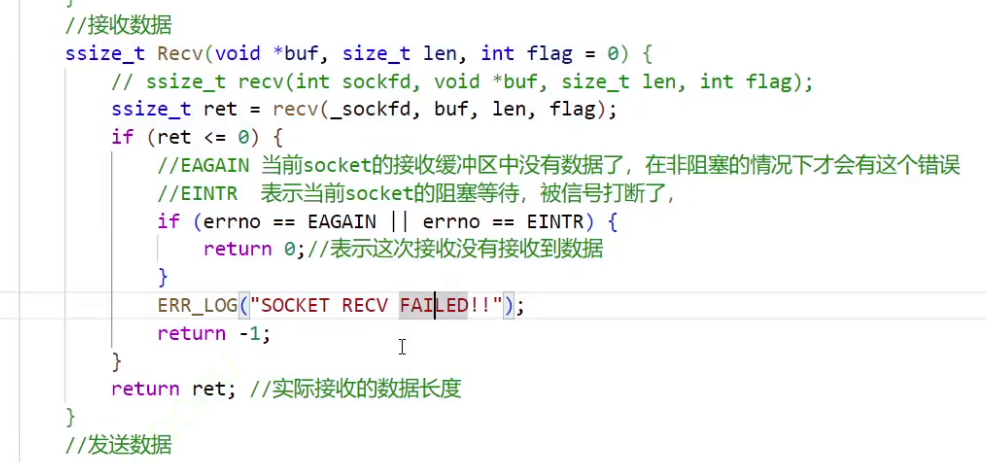 }
//接收数据
ssize_t Recv(void *buf, size_t len, int flag = 0) {
// ssize_t recv(int sockfd, void *buf, size_t len, int flag);
ssize_t ret = recv(_sockfd, buf, len, flag);
if (ret <= 0) {
//EAGAIN 当前socket的接收缓冲区中没有数据了，在非阻塞的情况下才会有这个错误
//EINTR  表示当前socket的阻塞等待，被信号打断了，
if (errno == EAGAIN || errno == EINTR) {
return 0;//表示这次接收没有接收到数据
}
ERR_LOG("SOCKET RECV FAILED!!");
return -1;
}
return ret; //实际接收的数据长度
}
//发送数据